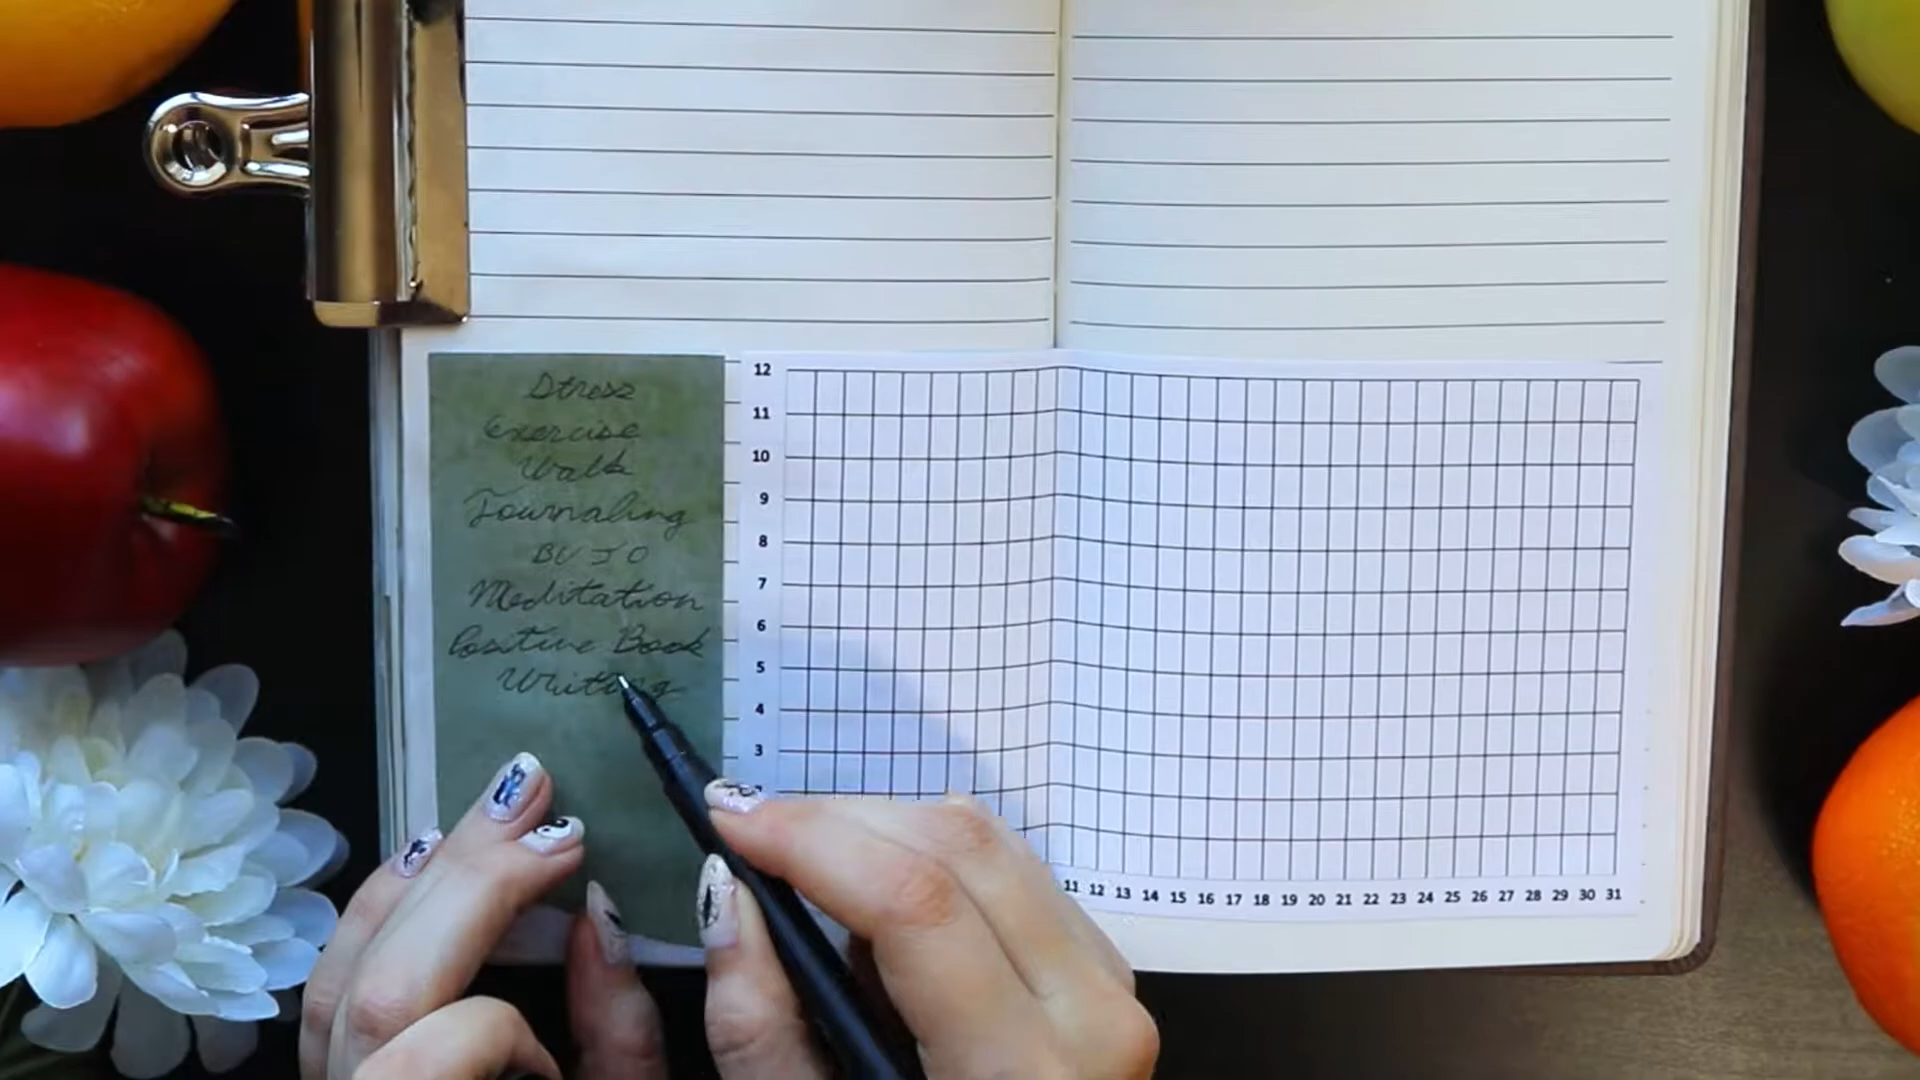 Stress
Exercise
Walk
Journaling
BUJO
Meditation
Positive Book
Writing
12
11
10
9
8
7
6
5
4
3
11 12 13 14 15 16 17 18 19 20 21 22 23 24 25 26 27 28 29 30 31